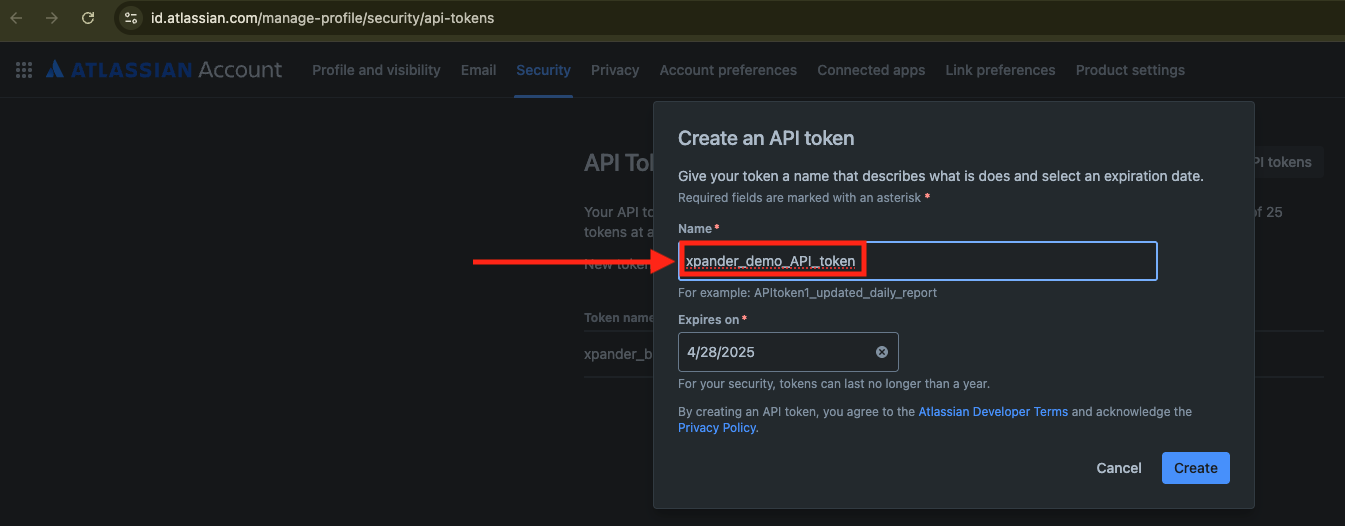 id.atlassian.com/manage-profile/security/api-tokens
ATLASSIAN Account Profile and visibility Email Security Privacy Account preferences Connected apps Link preferences Product settings
Create an API token
API Tok
API tokens
Give your token a name that describes what is does and select an expiration date.
Required fields are marked with an asterisk *
Your API to
of 25
tokens at a
Name *
xpander_demo_API_token
New token
For example: APItoken1_updated_daily_report
Token name
Expires on *
4/28/2025
xpander_b
For your security, tokens can last no longer than a year.
By creating an API token, you agree to the Atlassian Developer Terms and acknowledge the
Privacy Policy.
Cancel Create